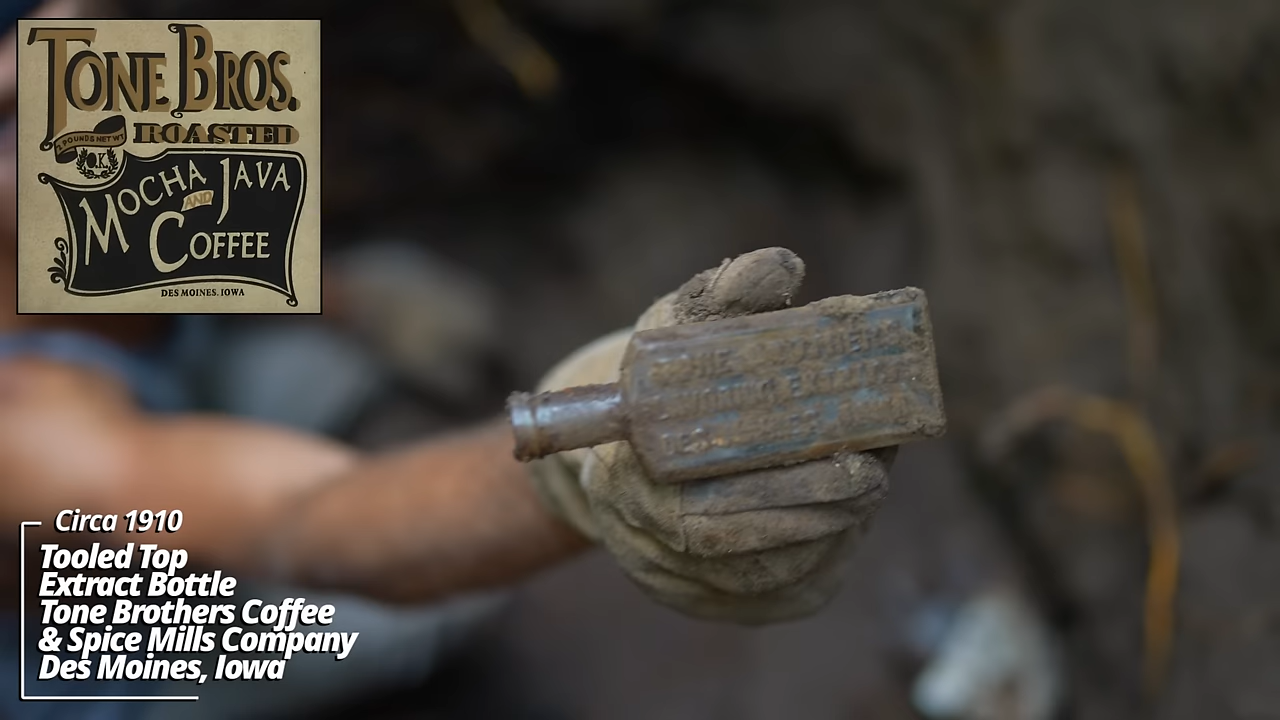 TONE BROS.
2 POUNDS NET WT
ROASTED
O.K.
MOCHA AND JAVA
COFFEE
DES MOINES, IOWA
Circa 1910
Tooled Top
Extract Bottle
Tone Brothers Coffee
& Spice Mills Company
Des Moines, Iowa